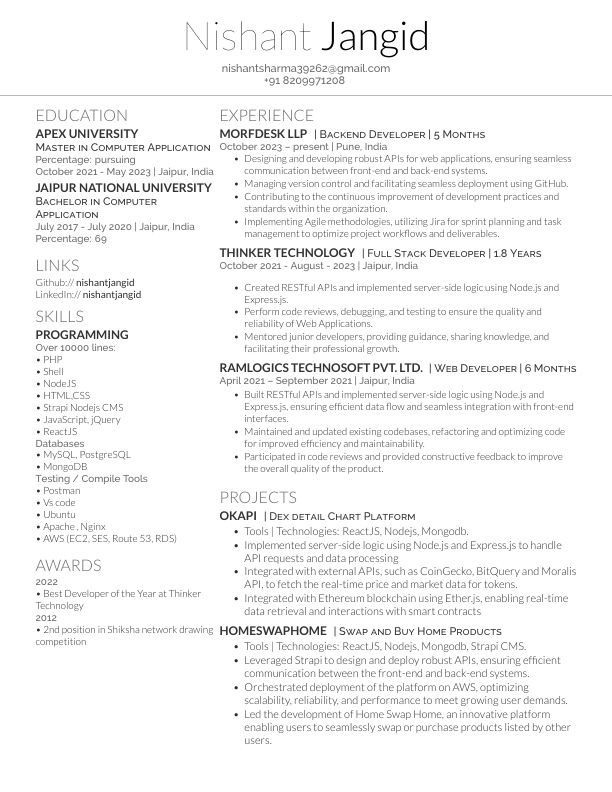 Nishant Jangid
nishantsharma39262@gmail.com
+91 8209971208
EDUCATION
APEX UNIVERSITY
Master in Computer Application
Percentage: pursuing
October 2021 - May 2023 | Jaipur, India
JAIPUR NATIONAL UNIVERSITY
Bachelor in Computer
Application
July 2017 - July 2020 | Jaipur, India
Percentage: 69
LINKS
Github:// nishantjangid
LinkedIn:// nishantjangid
SKILLS
PROGRAMMING
Over 10000 lines:
• PHP
• Shell
• NodeJS
• HTML,CSS
• Strapi Nodejs CMS
• JavaScript, jQuery
• ReactJS
Databases
• MySQL, PostgreSQL
• MongoDB
Testing / Compile Tools
• Postman
• Vs code
• Ubuntu
• Apache , Nginx
• AWS (EC2, SES, Route 53, RDS)
AWARDS
2022
• Best Developer of the Year at Thinker
Technology
2012
• 2nd position in Shiksha network drawing
competition
EXPERIENCE
MORFDESK LLP | Backend Developer | 5 Months
October 2023 – present | Pune, India
• Designing and developing robust APIs for web applications, ensuring seamless
communication between front-end and back-end systems.
• Managing version control and facilitating seamless deployment using GitHub.
• Contributing to the continuous improvement of development practices and
standards within the organization.
• Implementing Agile methodologies, utilizing Jira for sprint planning and task
management to optimize project workflows and deliverables.
THINKER TECHNOLOGY | Full Stack Developer | 1.8 Years
October 2021 - August - 2023 | Jaipur, India
• Created RESTful APIs and implemented server-side logic using Node.js and
Express.js.
• Perform code reviews, debugging, and testing to ensure the quality and
reliability of Web Applications.
• Mentored junior developers, providing guidance, sharing knowledge, and
facilitating their professional growth.
RAMLOGICS TECHNOSOFT PVT. LTD. | Web Developer | 6 Months
April 2021 – September 2021 | Jaipur, India
• Built RESTful APIs and implemented server-side logic using Node.js and
Express.js, ensuring efficient data flow and seamless integration with front-end
interfaces.
• Maintained and updated existing codebases, refactoring and optimizing code
for improved efficiency and maintainability.
• Participated in code reviews and provided constructive feedback to improve
the overall quality of the product.
PROJECTS
OKAPI | Dex detail Chart Platform
• Tools | Technologies: ReactJS, Nodejs, Mongodb.
• Implemented server-side logic using Node.js and Express.js to handle
API requests and data processing
• Integrated with external APIs, such as CoinGecko, BitQuery and Moralis
API, to fetch the real-time price and market data for tokens.
• Integrated with Ethereum blockchain using Ether.js, enabling real-time
data retrieval and interactions with smart contracts
HOMESWAPHOME | Swap and Buy Home Products
• Tools | Technologies: ReactJS, Nodejs, Mongodb, Strapi CMS.
• Leveraged Strapi to design and deploy robust APIs, ensuring efficient
communication between the front-end and back-end systems.
• Orchestrated deployment of the platform on AWS, optimizing
scalability, reliability, and performance to meet growing user demands.
• Led the development of Home Swap Home, an innovative platform
enabling users to seamlessly swap or purchase products listed by other
users.